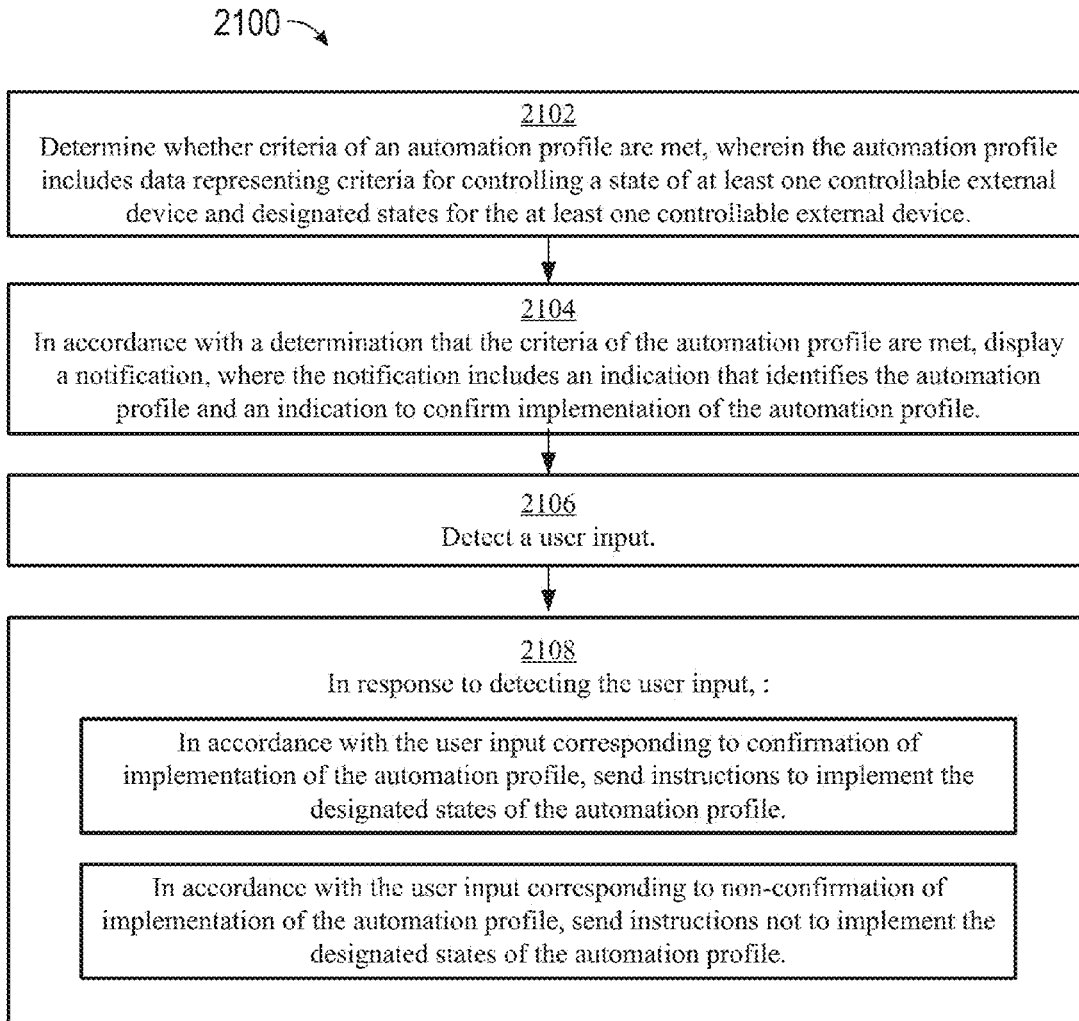 2100
2102
Determine whether criteria of an automation profile are met, wherein the automation profile
includes data representing criteria for controlling a state of at least one controllable external
device and designated states for the at least one controllable external device.
2104
In accordance with a determination that the criteria of the automation profile are met, display
a notification, where the notification includes an indication that identifies the automation
profile and an indication to confirm implementation of the automation profile.
2106
Detect a user input.
2108
In response to detecting the user input, :
In accordance with the user input corresponding to confirmation of
implementation of the automation profile, send instructions to implement the
designated states of the automation profile.
In accordance with the user input corresponding to non-confirmation of
implementation of the automation profile, send instructions not to implement the
designated states of the automation profile.